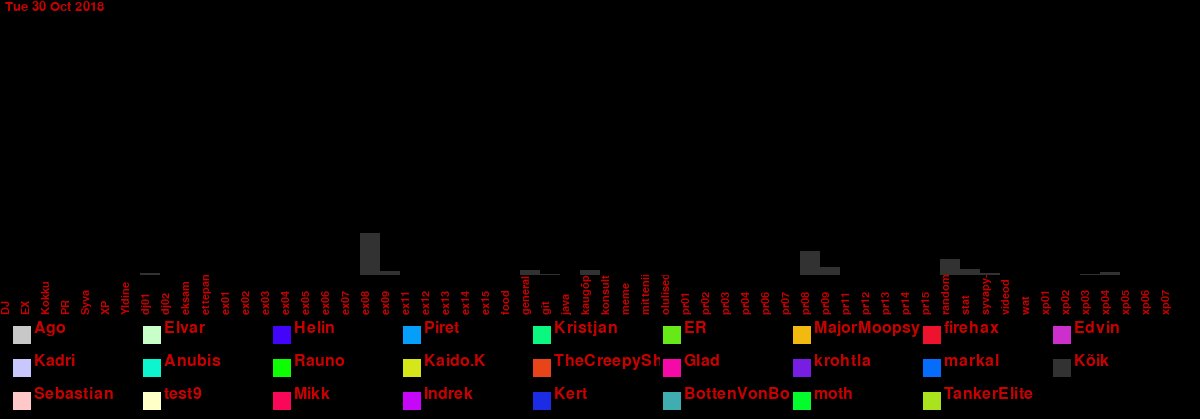 Tue 30 Oct 2018
DJ EX Kokku PR Syva XP Yldine dj01 dj02 eksam ettepan ex01 ex02 ex03 ex04 ex05 ex06 ex07 ex08 ex09 ex11 ex12 ex13 ex14 ex15 food general git java kaugõp konsult meme mitteni olulised pr01 pr02 pr03 pr04 pr06 pr07 pr08 pr09 pr11 pr12 pr13 pr14 pr15 random stat syvapy- videod wat xp01 xp02 xp03 xp04 xp05 xp06 xp07
Ago Elvar Helin Piret Kristjan ER MajorMoopsy firehax Edvin
Kadri Anubis Rauno Kaido.K TheCreepySh Glad krohtla markal Kõik
Sebastian test9 Mikk Indrek Kert BottenVonBo moth TankerElite